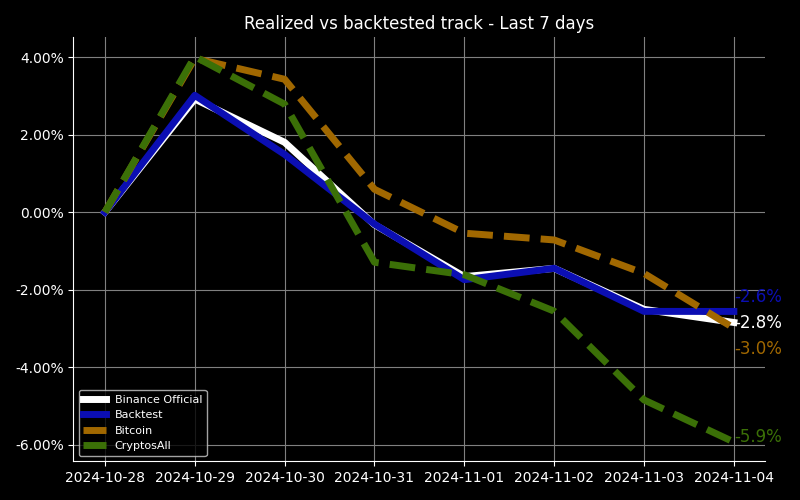 Realized vs backtested track - Last 7 days
4.00%
2.00%
0.00%
-2.00%
-4.00%
-6.00%
-2.6%
-2.8%
-3.0%
-5.9%
Binance Official
Backtest
Bitcoin
CryptosAll
2024-10-28 2024-10-29 2024-10-30 2024-10-31 2024-11-01 2024-11-02 2024-11-03 2024-11-04